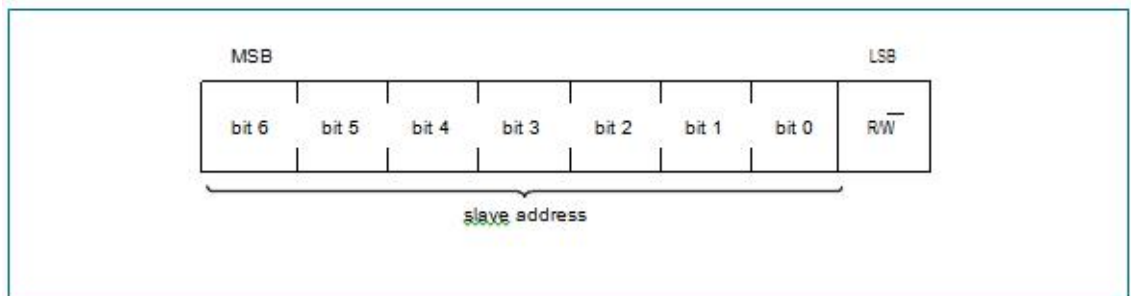 MSB LSB
bit 6 bit 5 bit 4 bit 3 bit 2 bit 1 bit 0 R/W̅
slave address